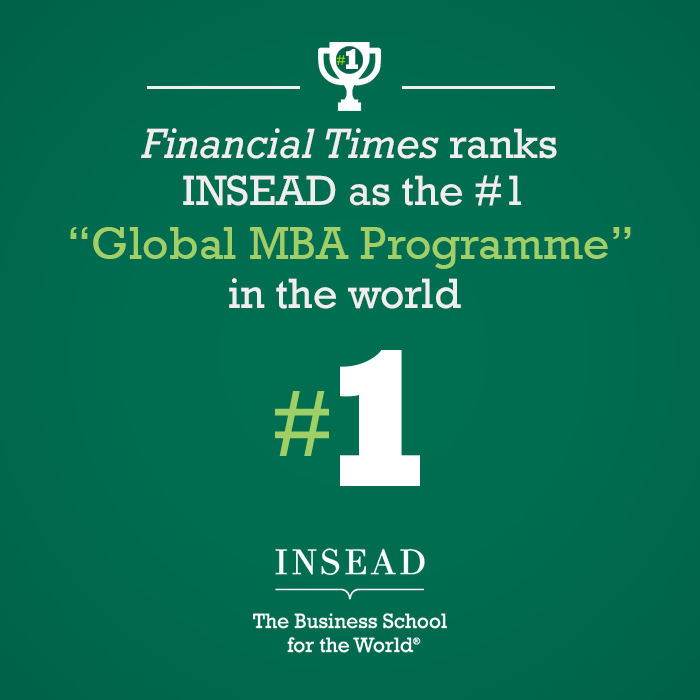 #1
Financial Times ranks
INSEAD as the #1
“Global MBA Programme”
in the world
#1
INSEAD
The Business School
for the World®